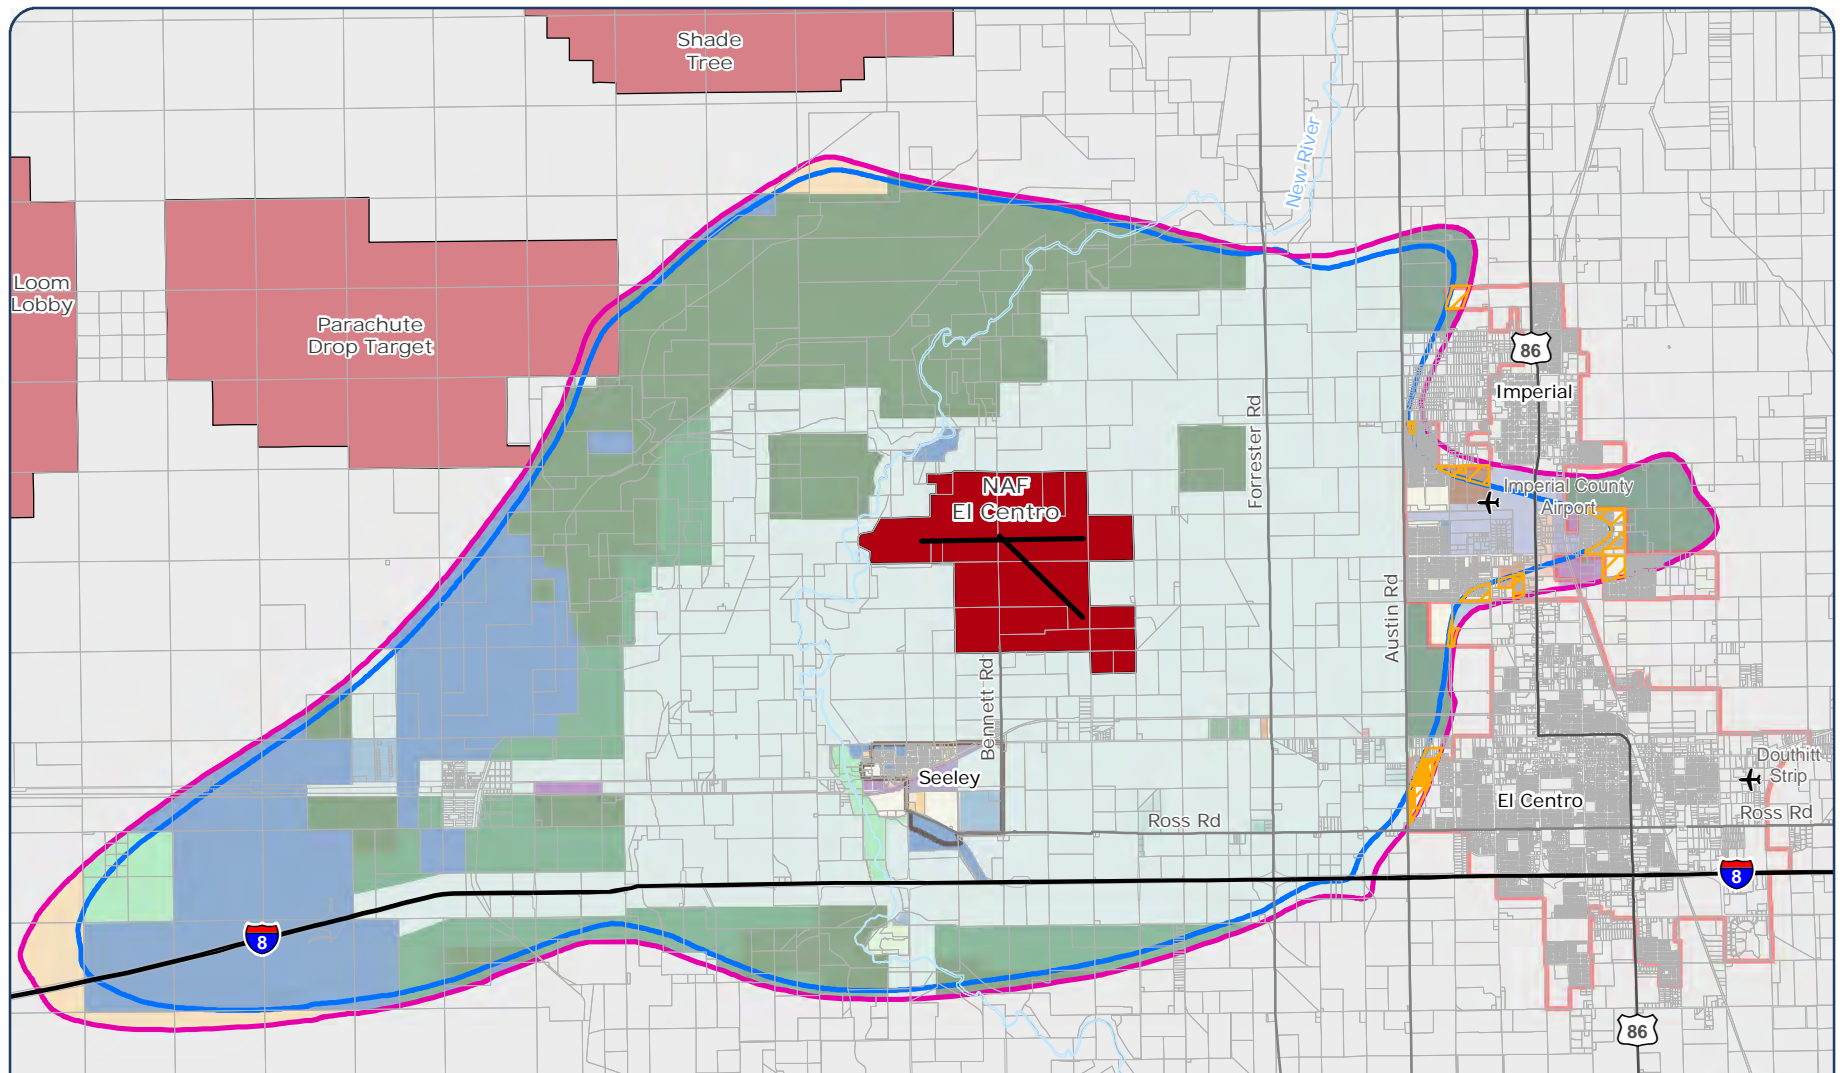 Shade
Tree
New River
Loom
Lobby
Parachute
Drop Target
86
Imperial
Forrester Rd
NAF
El Centro
Imperial County
Airport
Austin Rd
Bennett Rd
Seeley
Douthitt
Strip
El Centro
Ross Rd
Ross Rd
8
8
86